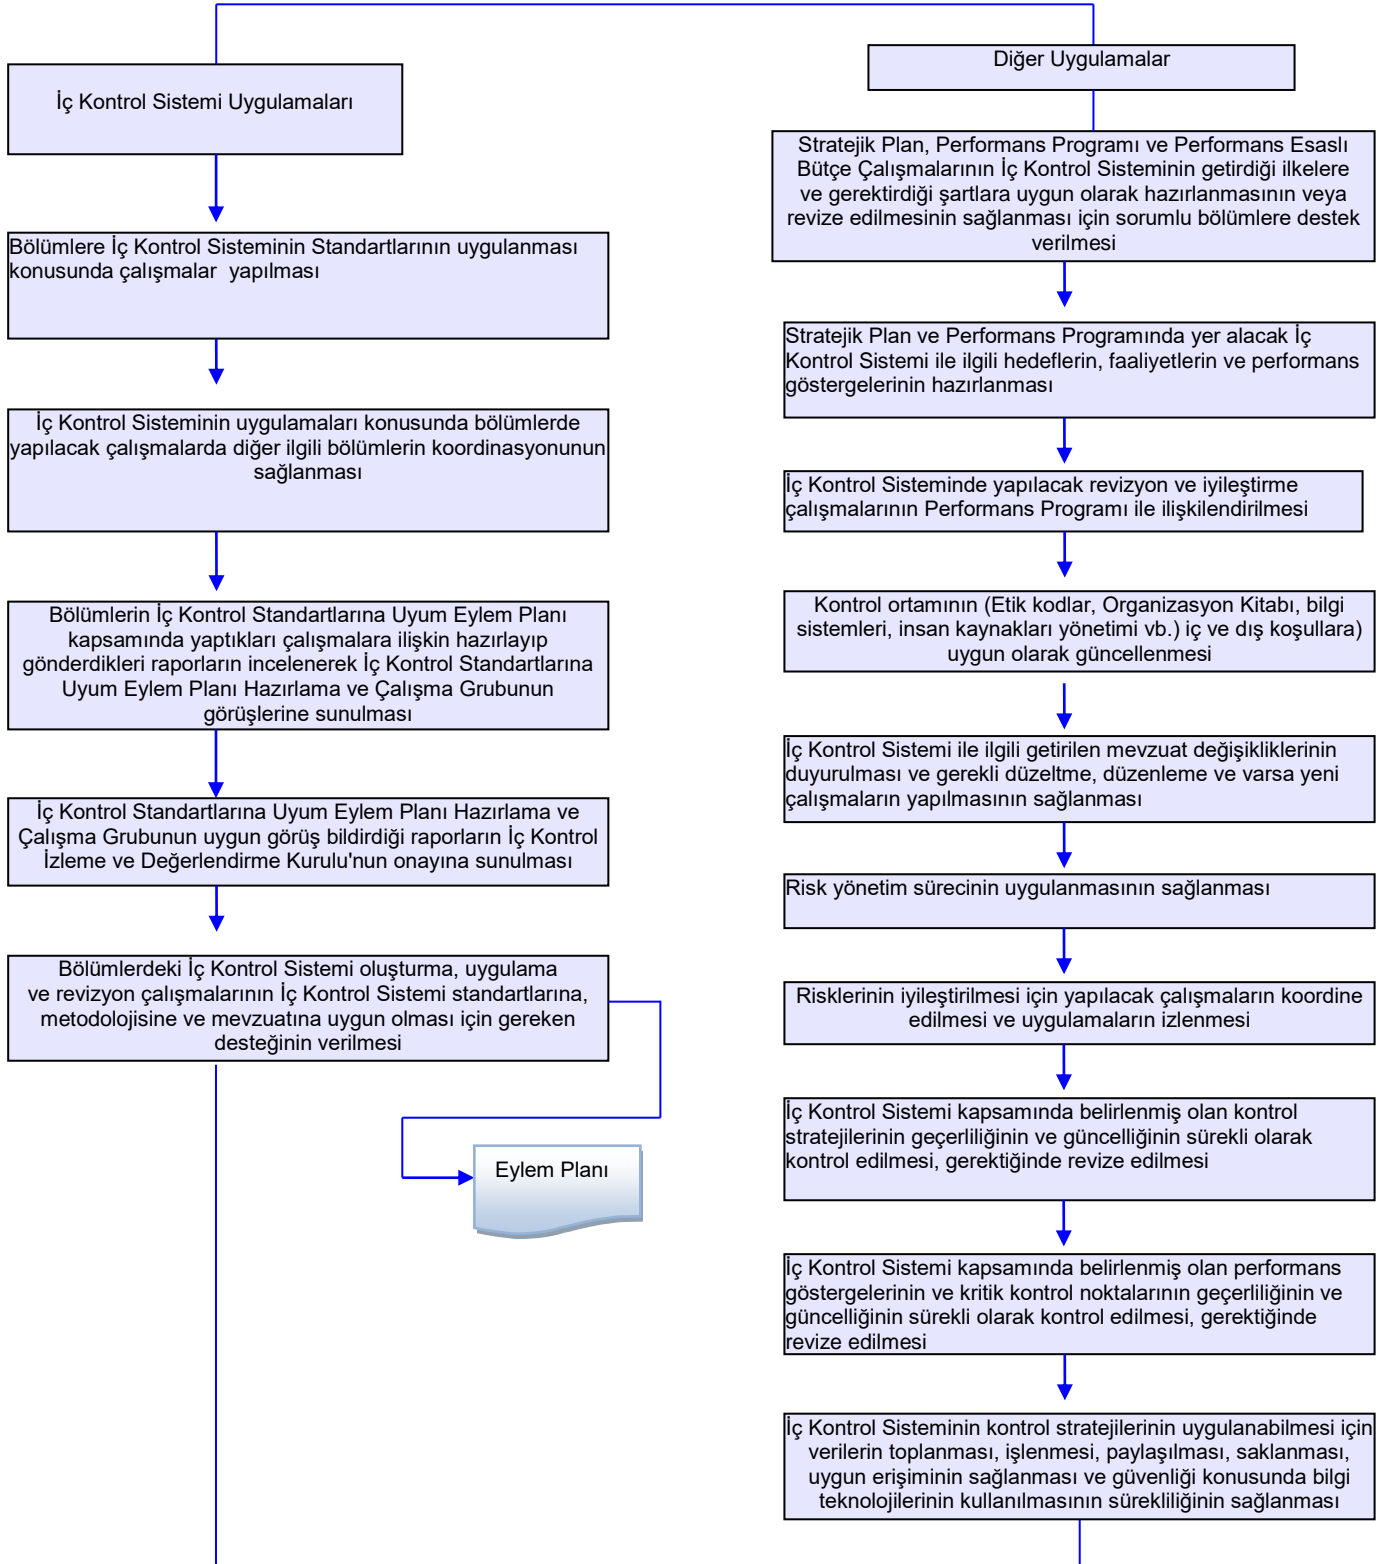 İç Kontrol Sistemi Uygulamaları
Bölümlere İç Kontrol Sisteminin Standartlarının uygulanması
konusunda çalışmalar yapılması
İç Kontrol Sisteminin uygulamaları konusunda bölümlerde
yapılacak çalışmalarda diğer ilgili bölümlerin koordinasyonunun
sağlanması
Bölümlerin İç Kontrol Standartlarına Uyum Eylem Planı
kapsamında yaptıkları çalışmalara ilişkin hazırlayıp
gönderdikleri raporların incelenerek İç Kontrol Standartlarına
Uyum Eylem Planı Hazırlama ve Çalışma Grubunun
görüşlerine sunulması
İç Kontrol Standartlarına Uyum Eylem Planı Hazırlama ve
Çalışma Grubunun uygun görüş bildirdiği raporların İç Kontrol
İzleme ve Değerlendirme Kurulu'nun onayına sunulması
Bölümlerdeki İç Kontrol Sistemi oluşturma, uygulama
ve revizyon çalışmalarının İç Kontrol Sistemi standartlarına,
metodolojisine ve mevzuatına uygun olması için gereken
desteğinin verilmesi
Eylem Planı
Diğer Uygulamalar
Stratejik Plan, Performans Programı ve Performans Esaslı
Bütçe Çalışmalarının İç Kontrol Sisteminin getirdiği ilkelere
ve gerektirdiği şartlara uygun olarak hazırlanmasının veya
revize edilmesinin sağlanması için sorumlu bölümlere destek
verilmesi
Stratejik Plan ve Performans Programında yer alacak İç
Kontrol Sistemi ile ilgili hedeflerin, faaliyetlerin ve performans
göstergelerinin hazırlanması
İç Kontrol Sisteminde yapılacak revizyon ve iyileştirme
çalışmalarının Performans Programı ile ilişkilendirilmesi
Kontrol ortamının (Etik kodlar, Organizasyon Kitabı, bilgi
sistemleri, insan kaynakları yönetimi vb.) iç ve dış koşullara)
uygun olarak güncellenmesi
İç Kontrol Sistemi ile ilgili getirilen mevzuat değişikliklerinin
duyurulması ve gerekli düzeltme, düzenleme ve varsa yeni
çalışmaların yapılmasının sağlanması
Risk yönetim sürecinin uygulanmasının sağlanması
Risklerinin iyileştirilmesi için yapılacak çalışmaların koordine
edilmesi ve uygulamaların izlenmesi
İç Kontrol Sistemi kapsamında belirlenmiş olan kontrol
stratejilerinin geçerliliğinin ve güncelliğinin sürekli olarak
kontrol edilmesi, gerektiğinde revize edilmesi
İç Kontrol Sistemi kapsamında belirlenmiş olan performans
göstergelerinin ve kritik kontrol noktalarının geçerliliğinin ve
güncelliğinin sürekli olarak kontrol edilmesi, gerektiğinde
revize edilmesi
İç Kontrol Sisteminin kontrol stratejilerinin uygulanabilmesi için
verilerin toplanması, işlenmesi, paylaşılması, saklanması,
uygun erişiminin sağlanması ve güvenliği konusunda bilgi
teknolojilerinin kullanılmasının sürekliliğinin sağlanması